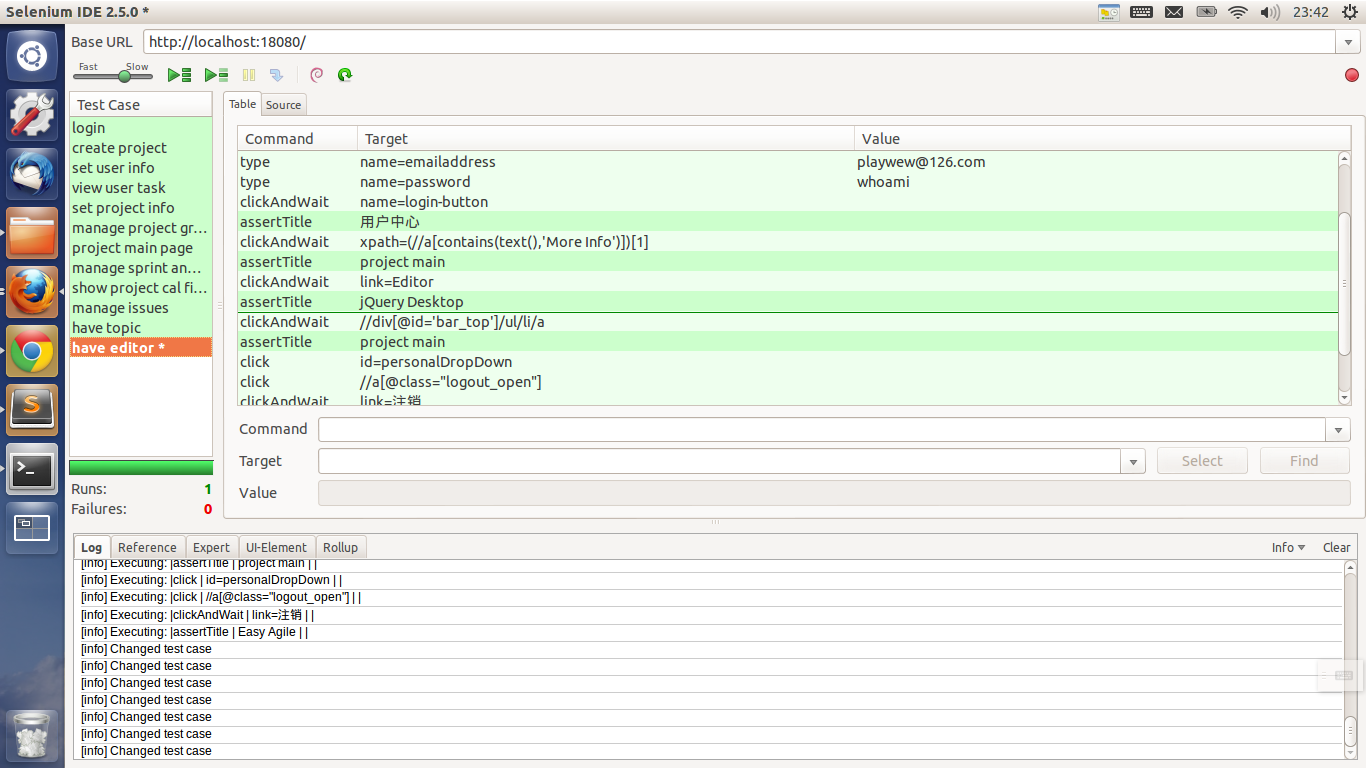 Selenium IDE 2.5.0 *
23:42
Base URL http://localhost:18080/
Fast Slow
Test Case
login
create project
set user info
view user task
set project info
manage project gr...
project main page
manage sprint an...
show project cal fi...
manage issues
have topic
have editor *
Runs: 1
Failures: 0
Table Source
Command Target Value
type name=emailaddress playwew@126.com
type name=password whoami
clickAndWait name=login-button
assertTitle 用户中心
clickAndWait xpath=(//a[contains(text(),'More Info')])[1]
assertTitle project main
clickAndWait link=Editor
assertTitle jQuery Desktop
clickAndWait //div[@id='bar_top']/ul/li/a
assertTitle project main
click id=personalDropDown
click //a[@class="logout_open"]
clickAndWait link=注销
Command
Target Select Find
Value
Log Reference Expert UI-Element Rollup Info Clear
[info] Executing: |assertTitle | project main | |
[info] Executing: |click | id=personalDropDown | |
[info] Executing: |click | //a[@class="logout_open"] | |
[info] Executing: |clickAndWait | link=注销 | |
[info] Executing: |assertTitle | Easy Agile | |
[info] Changed test case
[info] Changed test case
[info] Changed test case
[info] Changed test case
[info] Changed test case
[info] Changed test case
[info] Changed test case